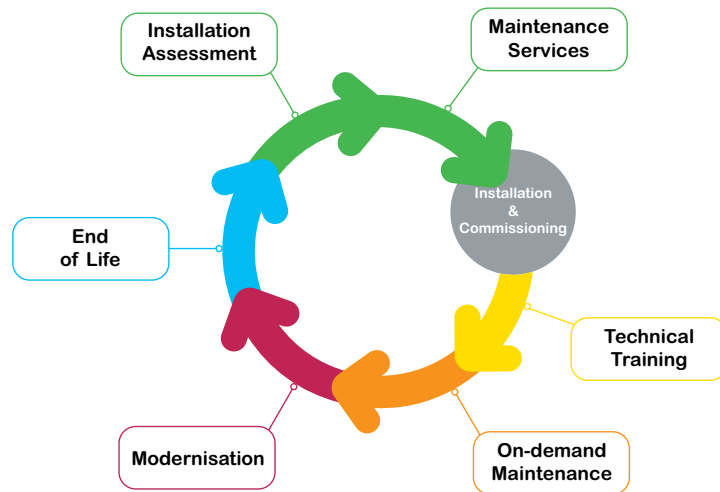 Installation
Assessment
Maintenance
Services
Installation
&
Commissioning
End
of Life
Technical
Training
Modernisation
On-demand
Maintenance